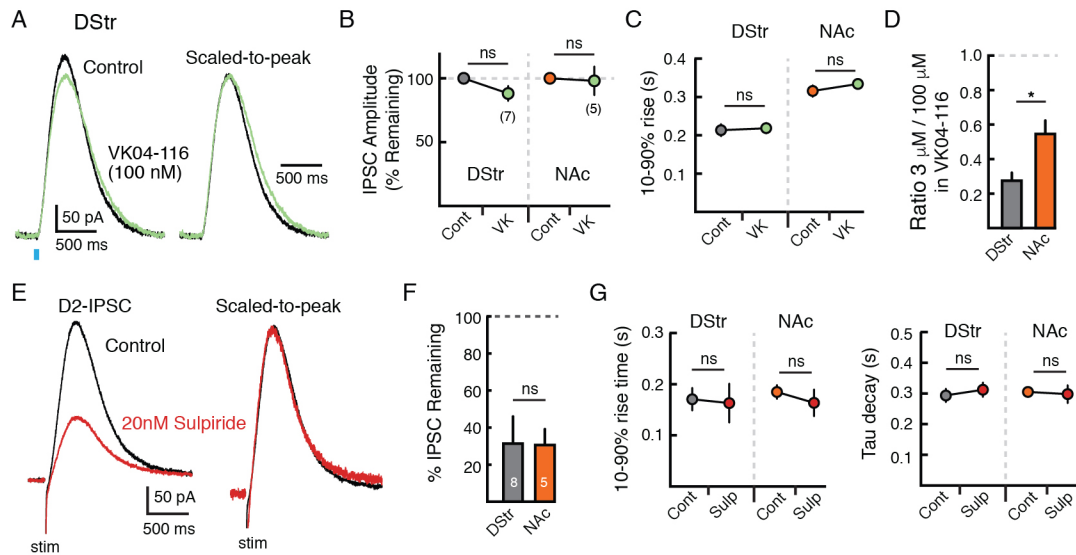 A
DStr
Control
Scaled-to-peak
VK04-116
(100 nM)
500 ms
50 pA
500 ms
B
IPSC Amplitude
(% Remaining)
100
50
ns
ns
(7)
(5)
DStr
NAc
Cont
VK
Cont
VK
C
DStr
NAc
10-90% rise (s)
0.4
0.3
0.2
0.1
ns
ns
Cont
VK
Cont
VK
D
Ratio 3 µM / 100 µM
in VK04-116
1.0
0.8
0.6
0.4
0.2
*
DStr
NAc
E
D2-IPSC
Scaled-to-peak
Control
20nM Sulpiride
50 pA
500 ms
stim
stim
F
% IPSC Remaining
100
80
60
40
20
ns
8
5
DStr
NAc
G
10-90% rise time (s)
0.3
0.2
0.1
DStr
NAc
ns
ns
Cont
Sulp
Cont
Sulp
Tau decay (s)
0.5
0.4
0.3
0.2
0.1
DStr
NAc
ns
ns
Cont
Sulp
Cont
Sulp